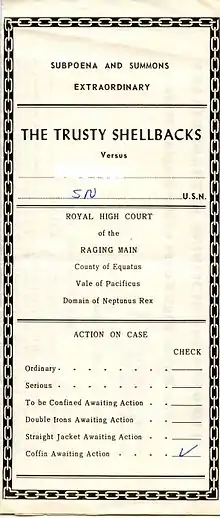 SUBPOENA AND SUMMONS
EXTRAORDINARY
THE TRUSTY SHELLBACKS
Versus
SN U.S.N.
ROYAL HIGH COURT
of the
RAGING MAIN
County of Equatus
Vale of Pacificus
Domain of Neptunus Rex
ACTION ON CASE
CHECK
Ordinary
Serious
To be Confined Awaiting Action
Double Irons Awaiting Action
Straight Jacket Awaiting Action
Coffin Awaiting Action ✓